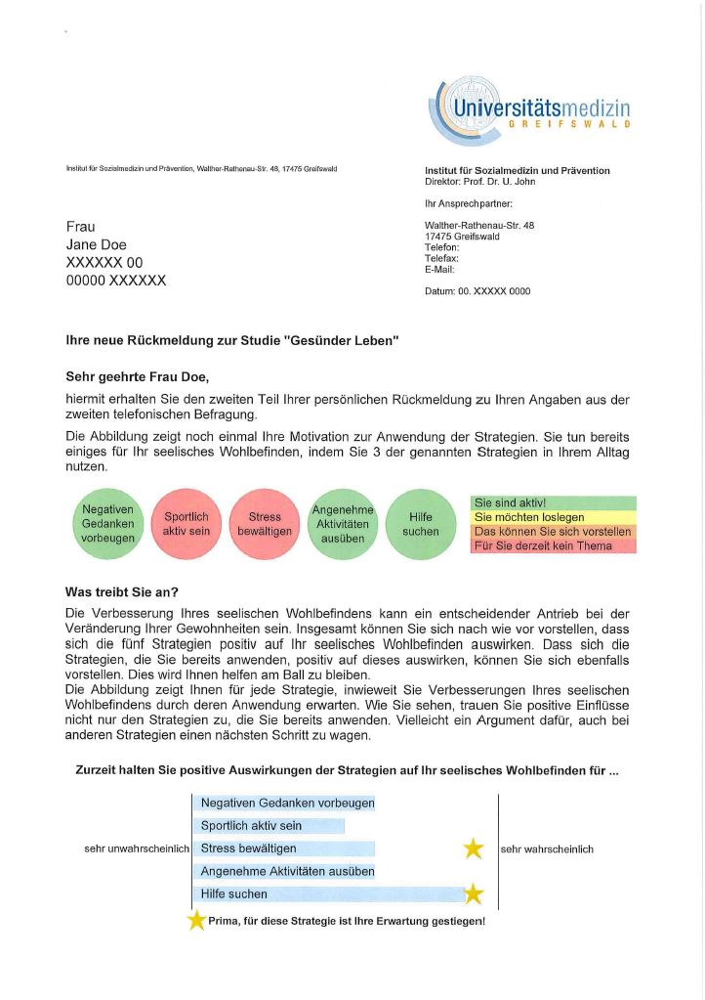 Universitätsmedizin
GREIFSWALD
Institut für Sozialmedizin und Prävention, Walther-Rathenau-Str. 48, 17475 Greifswald
Institut für Sozialmedizin und Prävention
Direktor: Prof. Dr. U. John
Ihr Ansprechpartner:
Walther-Rathenau-Str. 48
17475 Greifswald
Telefon:
Telefax:
E-Mail:
Datum: 00. XXXXX 0000
Frau
Jane Doe
XXXXXX 00
00000 XXXXXX
Ihre neue Rückmeldung zur Studie "Gesünder Leben"
Sehr geehrte Frau Doe,
hiermit erhalten Sie den zweiten Teil Ihrer persönlichen Rückmeldung zu Ihren Angaben aus der
zweiten telefonischen Befragung.
Die Abbildung zeigt noch einmal Ihre Motivation zur Anwendung der Strategien. Sie tun bereits
einiges für Ihr seelisches Wohlbefinden, indem Sie 3 der genannten Strategien in Ihrem Alltag
nutzen.
Negativen
Gedanken
vorbeugen
Sportlich
aktiv sein
Stress
bewältigen
Angenehme
Aktivitäten
ausüben
Hilfe
suchen
Sie sind aktiv!
Sie möchten loslegen
Das können Sie sich vorstellen
Für Sie derzeit kein Thema
Was treibt Sie an?
Die Verbesserung Ihres seelischen Wohlbefindens kann ein entscheidender Antrieb bei der
Veränderung Ihrer Gewohnheiten sein. Insgesamt können Sie sich nach wie vor vorstellen, dass
sich die fünf Strategien positiv auf Ihr seelisches Wohlbefinden auswirken. Dass sich die
Strategien, die Sie bereits anwenden, positiv auf dieses auswirken, können Sie sich ebenfalls
vorstellen. Dies wird Ihnen helfen am Ball zu bleiben.
Die Abbildung zeigt Ihnen für jede Strategie, inwieweit Sie Verbesserungen Ihres seelischen
Wohlbefindens durch deren Anwendung erwarten. Wie Sie sehen, trauen Sie positive Einflüsse
nicht nur den Strategien zu, die Sie bereits anwenden. Vielleicht ein Argument dafür, auch bei
anderen Strategien einen nächsten Schritt zu wagen.
Zurzeit halten Sie positive Auswirkungen der Strategien auf Ihr seelisches Wohlbefinden für ...
Negativen Gedanken vorbeugen
Sportlich aktiv sein
sehr unwahrscheinlich
Stress bewältigen
sehr wahrscheinlich
Angenehme Aktivitäten ausüben
Hilfe suchen
Prima, für diese Strategie ist Ihre Erwartung gestiegen!